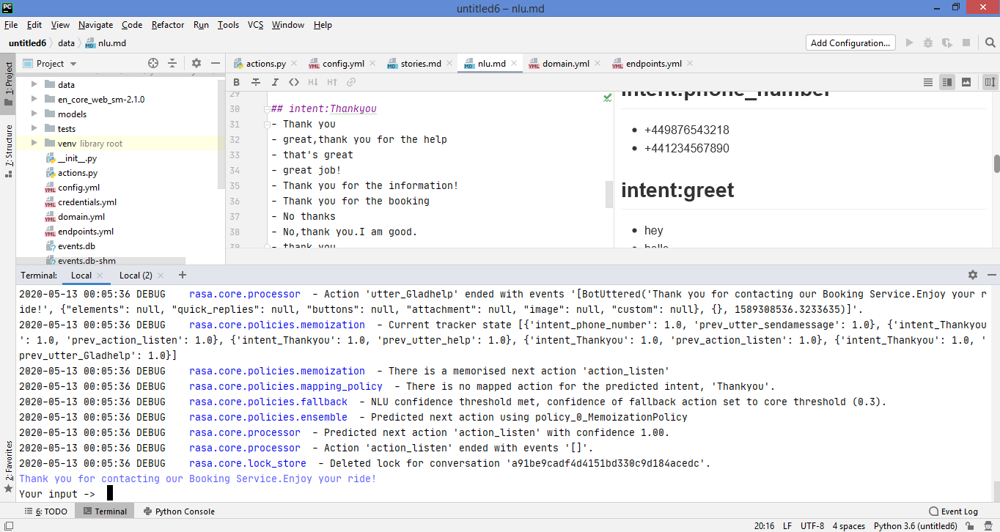 PC
untitled6 – nlu.md
File Edit View Navigate Code Refactor Run Tools VCS Window Help
untitled6 data nlu.md
Add Configuration...
1: Project
7: Structure
2: Favorites
Project
actions.py config.yml stories.md nlu.md domain.yml endpoints.yml
data
en_core_web_sm-2.1.0
models
tests
venv library root
__init__.py
actions.py
config.yml
credentials.yml
domain.yml
endpoints.yml
events.db
events.db-shm
29
30 ## intent:Thankyou
31 - Thank you
32 - great,thank you for the help
33 - that's great
34 - great job!
35 - Thank you for the information!
36 - Thank you for the booking
37 - No thanks
38 - No,thank you.I am good.
39 - thank you
intent:phone_number
• +449876543218
• +441234567890
intent:greet
• hey
• hello
Terminal: Local Local (2) +
2020-05-13 00:05:36 DEBUG rasa.core.processor - Action 'utter_Gladhelp' ended with events '[BotUttered('Thank you for contacting our Booking Service.Enjoy your r
ide!', {"elements": null, "quick_replies": null, "buttons": null, "attachment": null, "image": null, "custom": null}, {}, 1589308536.3233635)]'.
2020-05-13 00:05:36 DEBUG rasa.core.policies.memoization - Current tracker state [{'intent_phone_number': 1.0, 'prev_utter_sendamessage': 1.0}, {'intent_Thankyou
': 1.0, 'prev_action_listen': 1.0}, {'intent_Thankyou': 1.0, 'prev_utter_help': 1.0}, {'intent_Thankyou': 1.0, 'prev_action_listen': 1.0}, {'intent_Thankyou': 1.0, '
prev_utter_Gladhelp': 1.0}]
2020-05-13 00:05:36 DEBUG rasa.core.policies.memoization - There is a memorised next action 'action_listen'
2020-05-13 00:05:36 DEBUG rasa.core.policies.mapping_policy - There is no mapped action for the predicted intent, 'Thankyou'.
2020-05-13 00:05:36 DEBUG rasa.core.policies.fallback - NLU confidence threshold met, confidence of fallback action set to core threshold (0.3).
2020-05-13 00:05:36 DEBUG rasa.core.policies.ensemble - Predicted next action using policy_0_MemoizationPolicy
2020-05-13 00:05:36 DEBUG rasa.core.processor - Predicted next action 'action_listen' with confidence 1.00.
2020-05-13 00:05:36 DEBUG rasa.core.processor - Action 'action_listen' ended with events '[]'.
2020-05-13 00:05:36 DEBUG rasa.core.lock_store - Deleted lock for conversation 'a91be9cadf4d4151bd330c9d184acedc'.
Thank you for contacting our Booking Service.Enjoy your ride!
Your input ->
6: TODO Terminal Python Console Event Log
20:16 LF UTF-8 4 spaces Python 3.6 (untitled6)